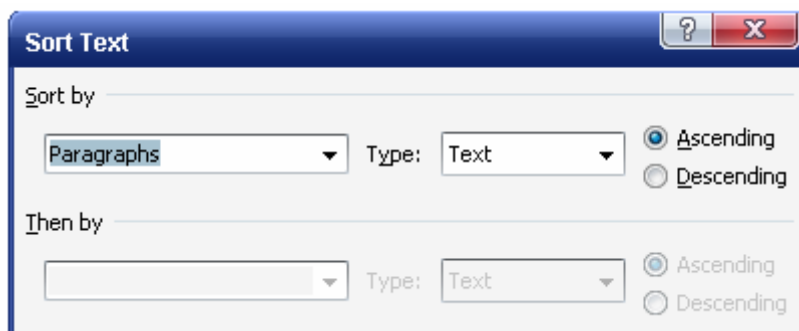 Sort Text ?
Sort by
Paragraphs Type: Text Ascending
Descending
Then by
Type: Text Ascending
Descending